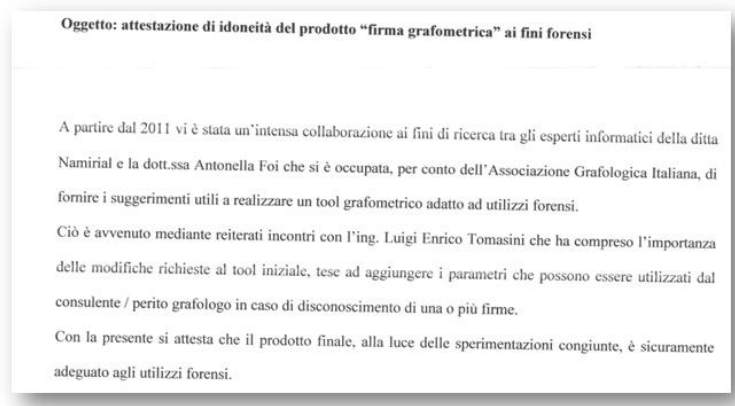 Oggetto: attestazione di idoneità del prodotto “firma grafometrica” ai fini forensi
A partire dal 2011 vi è stata un’intensa collaborazione ai fini di ricerca tra gli esperti informatici della ditta
Namirial e la dott.ssa Antonella Foi che si è occupata, per conto dell’Associazione Grafologica Italiana, di
fornire i suggerimenti utili a realizzare un tool grafometrico adatto ad utilizzi forensi.
Ciò è avvenuto mediante reiterati incontri con l’ing. Luigi Enrico Tomasini che ha compreso l’importanza
delle modifiche richieste al tool iniziale, tese ad aggiungere i parametri che possono essere utilizzati dal
consulente / perito grafologo in caso di disconoscimento di una o più firme.
Con la presente si attesta che il prodotto finale, alla luce delle sperimentazioni congiunte, è sicuramente
adeguato agli utilizzi forensi.